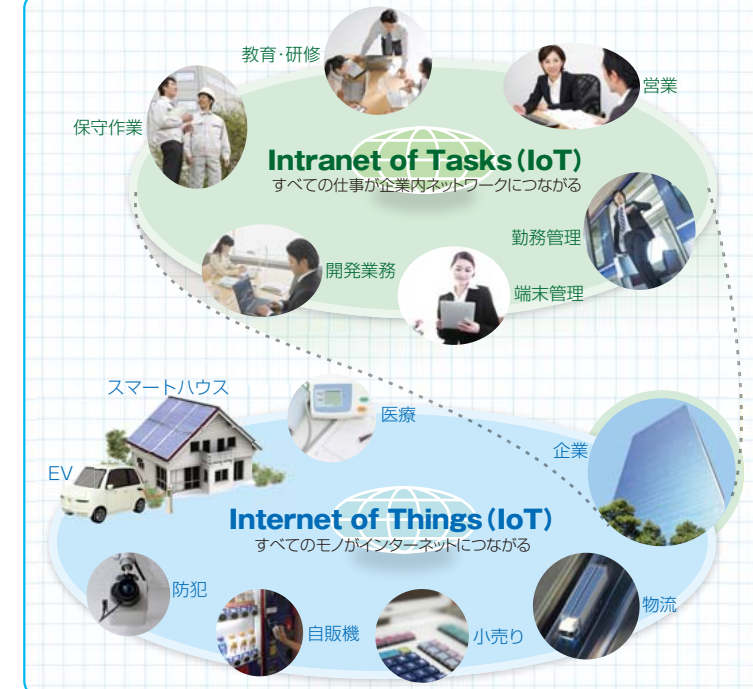 教育・研修
営業
保守作業
Intranet of Tasks(IoT)
すべての仕事が企業内ネットワークにつながる
勤務管理
開発業務
端末管理
スマートハウス
医療
企業
EV
Internet of Things(IoT)
すべてのモノがインターネットにつながる
防犯
物流
自販機
小売り